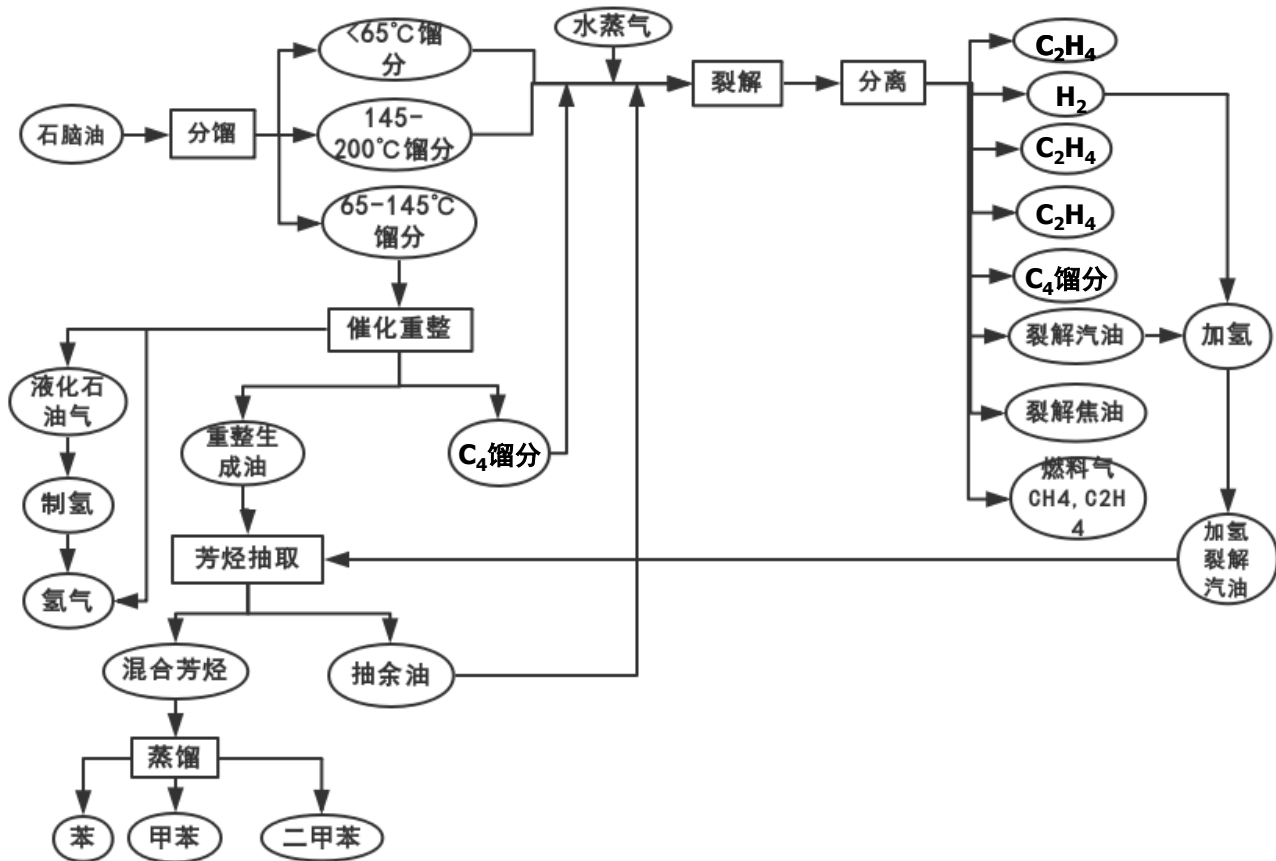 石脑油
分馏
<65℃馏
分
145-
200℃馏分
65-145℃
馏分
水蒸气
裂解
分离
C₂H₄
H₂
C₂H₄
C₂H₄
C₄馏分
裂解汽油
加氢
裂解焦油
燃料气
CH4,C2H
4
加氢
裂解
汽油
催化重整
液化石
油气
制氢
氢气
重整生
成油
C₄馏分
芳烃抽取
混合芳烃
抽余油
蒸馏
苯
甲苯
二甲苯